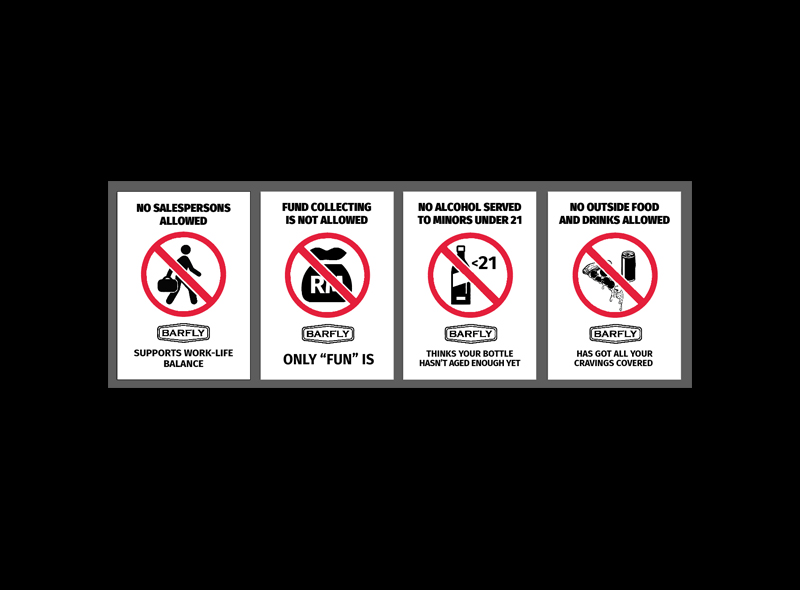 NO SALESPERSONS
ALLOWED
BARFLY
SUPPORTS WORK-LIFE
BALANCE
FUND COLLECTING
IS NOT ALLOWED
RM
BARFLY
ONLY “FUN” IS
NO ALCOHOL SERVED
TO MINORS UNDER 21
<21
BARFLY
THINKS YOUR BOTTLE
HASN'T AGED ENOUGH YET
NO OUTSIDE FOOD
AND DRINKS ALLOWED
BARFLY
HAS GOT ALL YOUR
CRAVINGS COVERED